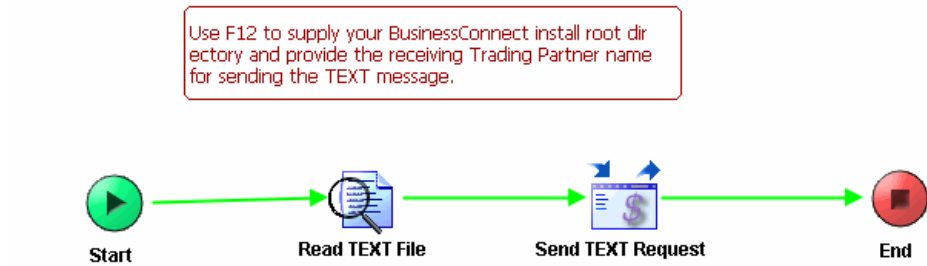 Use F12 to supply your BusinessConnect install root dir
ectory and provide the receiving Trading Partner name
for sending the TEXT message.
Start
Read TEXT File
Send TEXT Request
End